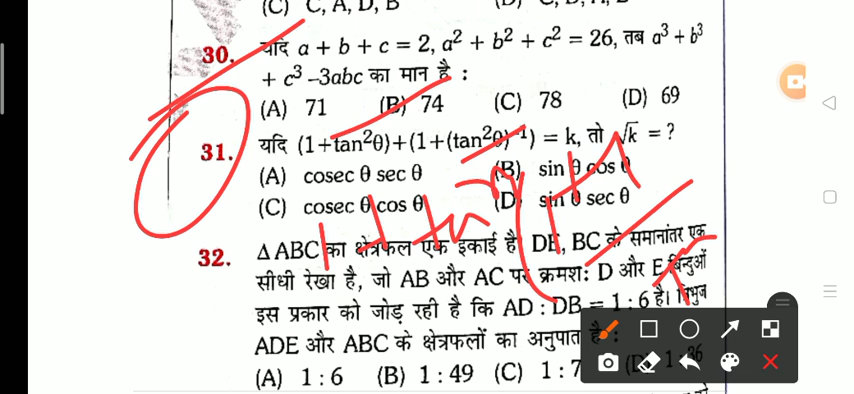 (C) C, A, D, B
30. यदि a + b + c = 2, a² + b² + c² = 26, तब a³ + b³
+ c³ –3abc का मान है :
(A) 71 (B) 74 (C) 78 (D) 69
31. यदि (1+tan²θ)+(1+(tan²θ)⁻¹) = k, तो √k = ?
(A) cosec θ sec θ (B) sin θ cos θ
(C) cosec θ cos θ (D) sin θ sec θ
1 + tan
32. Δ ABC का क्षेत्रफल एक इकाई है। DE, BC के समानांतर एक
सीधी रेखा है, जो AB और AC पर क्रमश: D और E बिन्दुओं
इस प्रकार को जोड़ रही है कि AD : DB = 1 : 6 है। त्रिभुज
ADE और ABC के क्षेत्रफलों का अनुपात है :
(A) 1 : 6 (B) 1 : 49 (C) 1 : 7